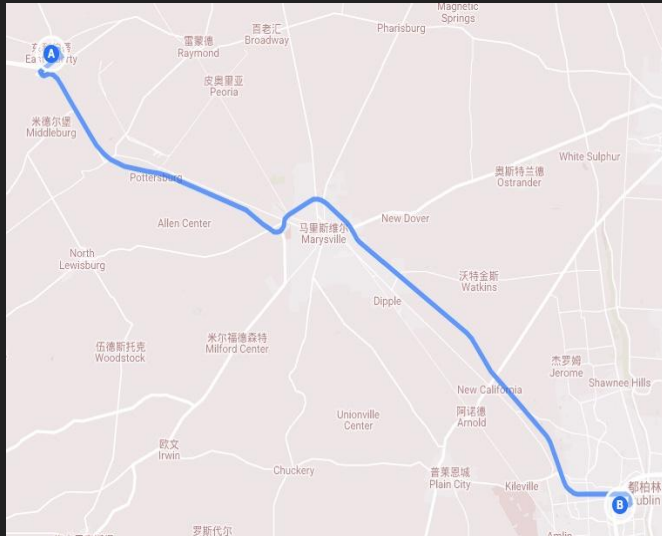 Magnetic
Springs
百老汇
Broadway
Pharisburg
雷蒙德
Raymond
A
皮奥里亚
Peoria
米德尔堡
Middleburg
White Sulphur
奥斯特兰德
Ostrander
Pottersburg
Allen Center
New Dover
马里斯维尔
Marysville
North
Lewisburg
沃特金斯
Watkins
Dipple
米尔福德森特
Milford Center
伍德斯托克
Woodstock
杰罗姆
Jerome
Shawnee Hills
New California
阿诺德
Arnold
Unionville
Center
欧文
Irwin
Chuckery
普莱恩城
Plain City
Kileville
都柏林
B
罗斯代尔
Amlin